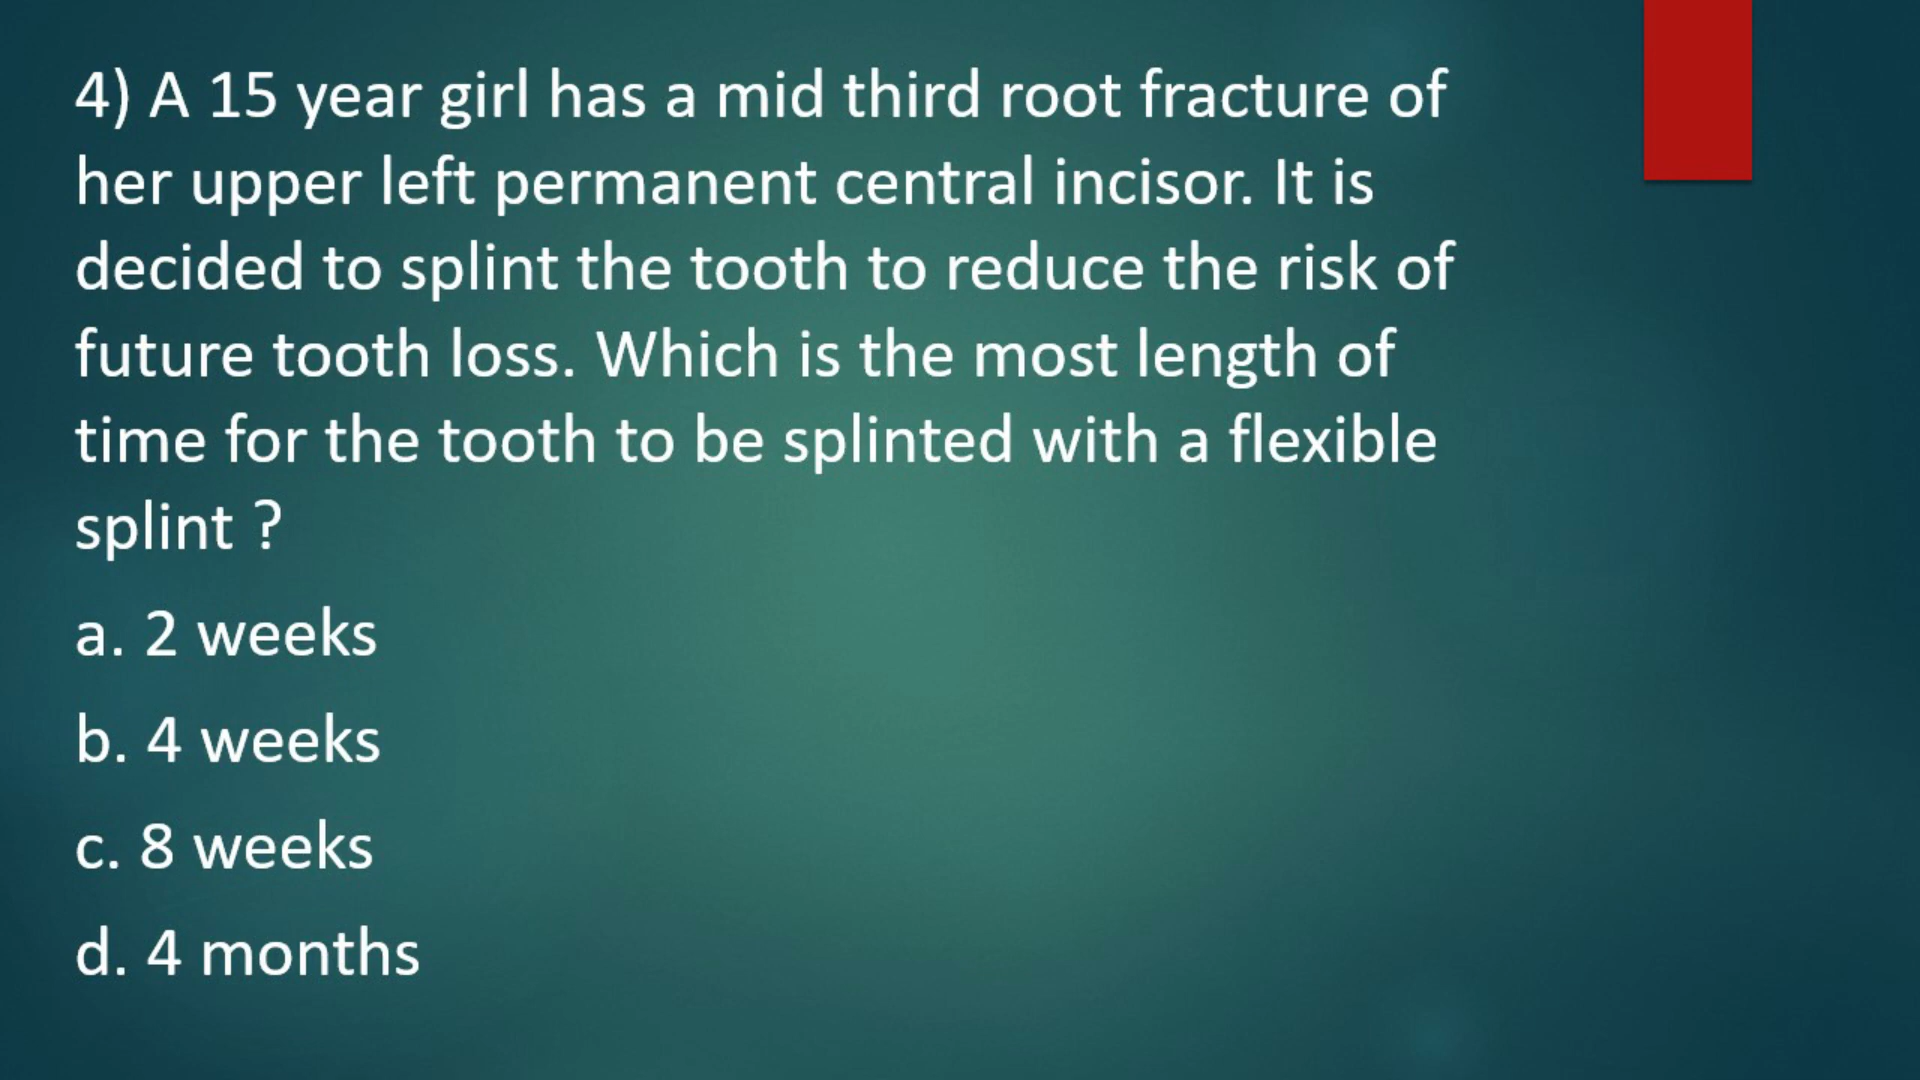 4) A 15 year girl has a mid third root fracture of
her upper left permanent central incisor. It is
decided to splint the tooth to reduce the risk of
future tooth loss. Which is the most length of
time for the tooth to be splinted with a flexible
splint ?
a. 2 weeks
b. 4 weeks
c. 8 weeks
d. 4 months